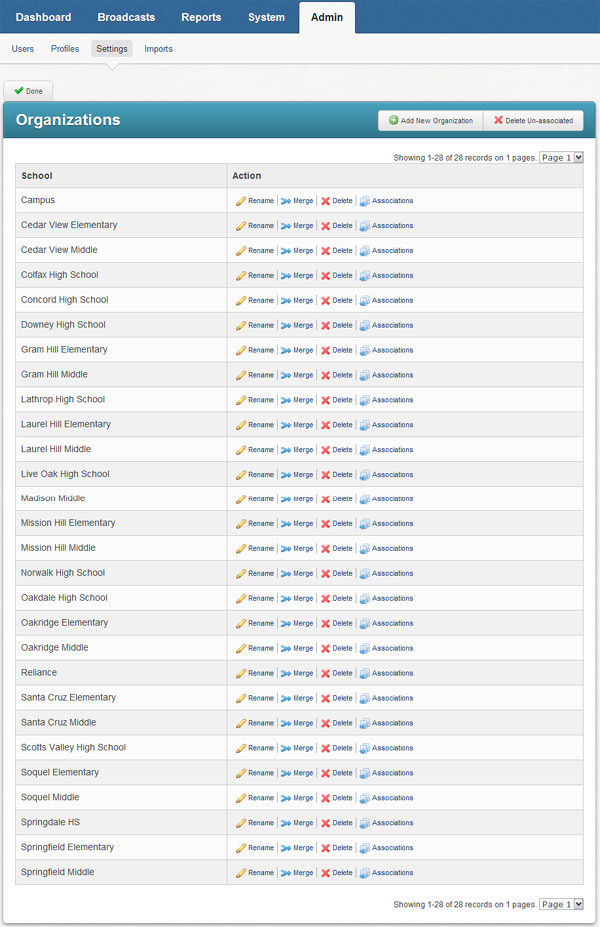 Dashboard Broadcasts Reports System Admin
Users Profiles Settings Imports
Done
Organizations Add New Organization Delete Un-associated
Showing 1-28 of 28 records on 1 pages. Page 1
School Action
Campus Rename Merge Delete Associations
Cedar View Elementary Rename Merge Delete Associations
Cedar View Middle Rename Merge Delete Associations
Colfax High School Rename Merge Delete Associations
Concord High School Rename Merge Delete Associations
Downey High School Rename Merge Delete Associations
Gram Hill Elementary Rename Merge Delete Associations
Gram Hill Middle Rename Merge Delete Associations
Lathrop High School Rename Merge Delete Associations
Laurel Hill Elementary Rename Merge Delete Associations
Laurel Hill Middle Rename Merge Delete Associations
Live Oak High School Rename Merge Delete Associations
Madison Middle Rename Merge Delete Associations
Mission Hill Elementary Rename Merge Delete Associations
Mission Hill Middle Rename Merge Delete Associations
Norwalk High School Rename Merge Delete Associations
Oakdale High School Rename Merge Delete Associations
Oakridge Elementary Rename Merge Delete Associations
Oakridge Middle Rename Merge Delete Associations
Reliance Rename Merge Delete Associations
Santa Cruz Elementary Rename Merge Delete Associations
Santa Cruz Middle Rename Merge Delete Associations
Scotts Valley High School Rename Merge Delete Associations
Soquel Elementary Rename Merge Delete Associations
Soquel Middle Rename Merge Delete Associations
Springdale HS Rename Merge Delete Associations
Springfield Elementary Rename Merge Delete Associations
Springfield Middle Rename Merge Delete Associations
Showing 1-28 of 28 records on 1 pages. Page 1